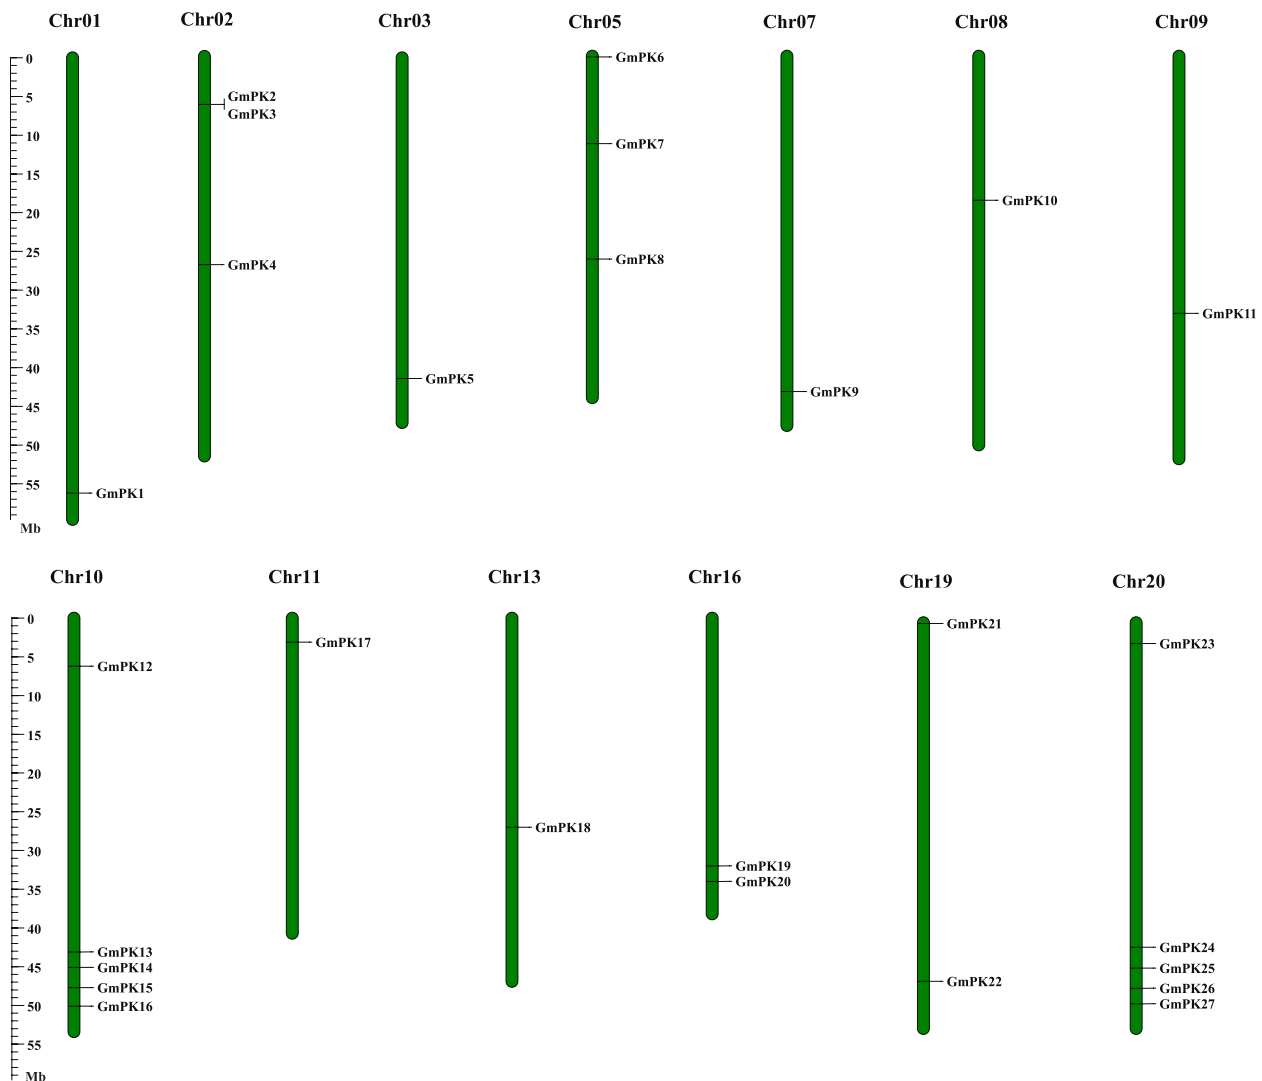 Chr01 Chr02 Chr03 Chr05 Chr07 Chr08 Chr09
0 GmPK6
5 GmPK2
GmPK3
10 GmPK7
15
20 GmPK10
25 GmPK4 GmPK8
30
35 GmPK11
40 GmPK5
45 GmPK9
50
55 GmPK1
Mb
Chr10 Chr11 Chr13 Chr16 Chr19 Chr20
0 GmPK21
5 GmPK12 GmPK17 GmPK23
10
15
20
25 GmPK18
30 GmPK19
35 GmPK20
40 GmPK13 GmPK24
45 GmPK14 GmPK22 GmPK25
GmPK15 GmPK26
50 GmPK16 GmPK27
55
Mb